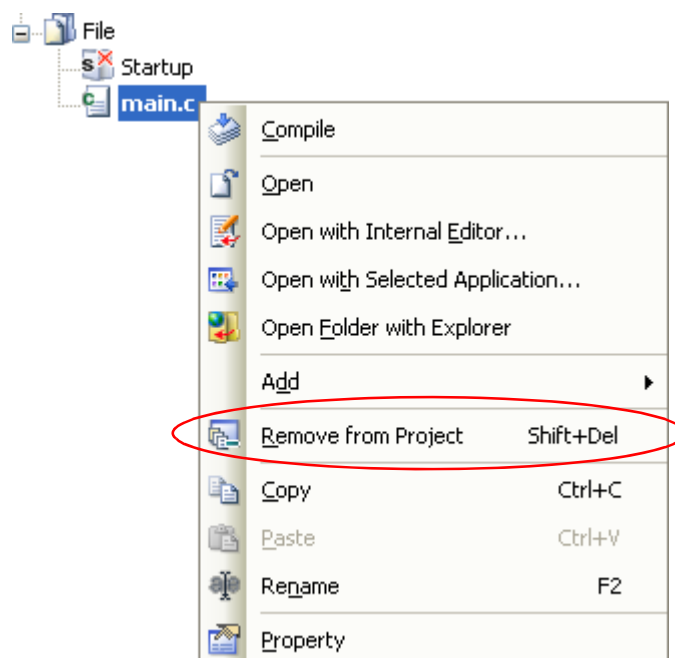 File
Startup
main.c
Compile
Open
Open with Internal Editor...
Open with Selected Application...
Open Folder with Explorer
Add
Remove from Project Shift+Del
Copy Ctrl+C
Paste Ctrl+V
Rename F2
Property